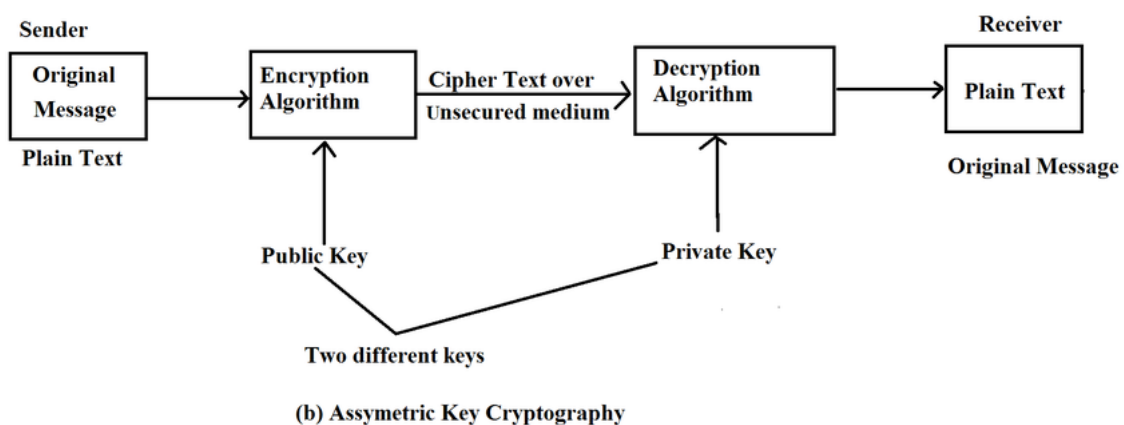 Sender
Original
Message
Plain Text
Encryption
Algorithm
Cipher Text over
Unsecured medium
Decryption
Algorithm
Receiver
Plain Text
Original Message
Public Key
Private Key
Two different keys
(b) Assymetric Key Cryptography